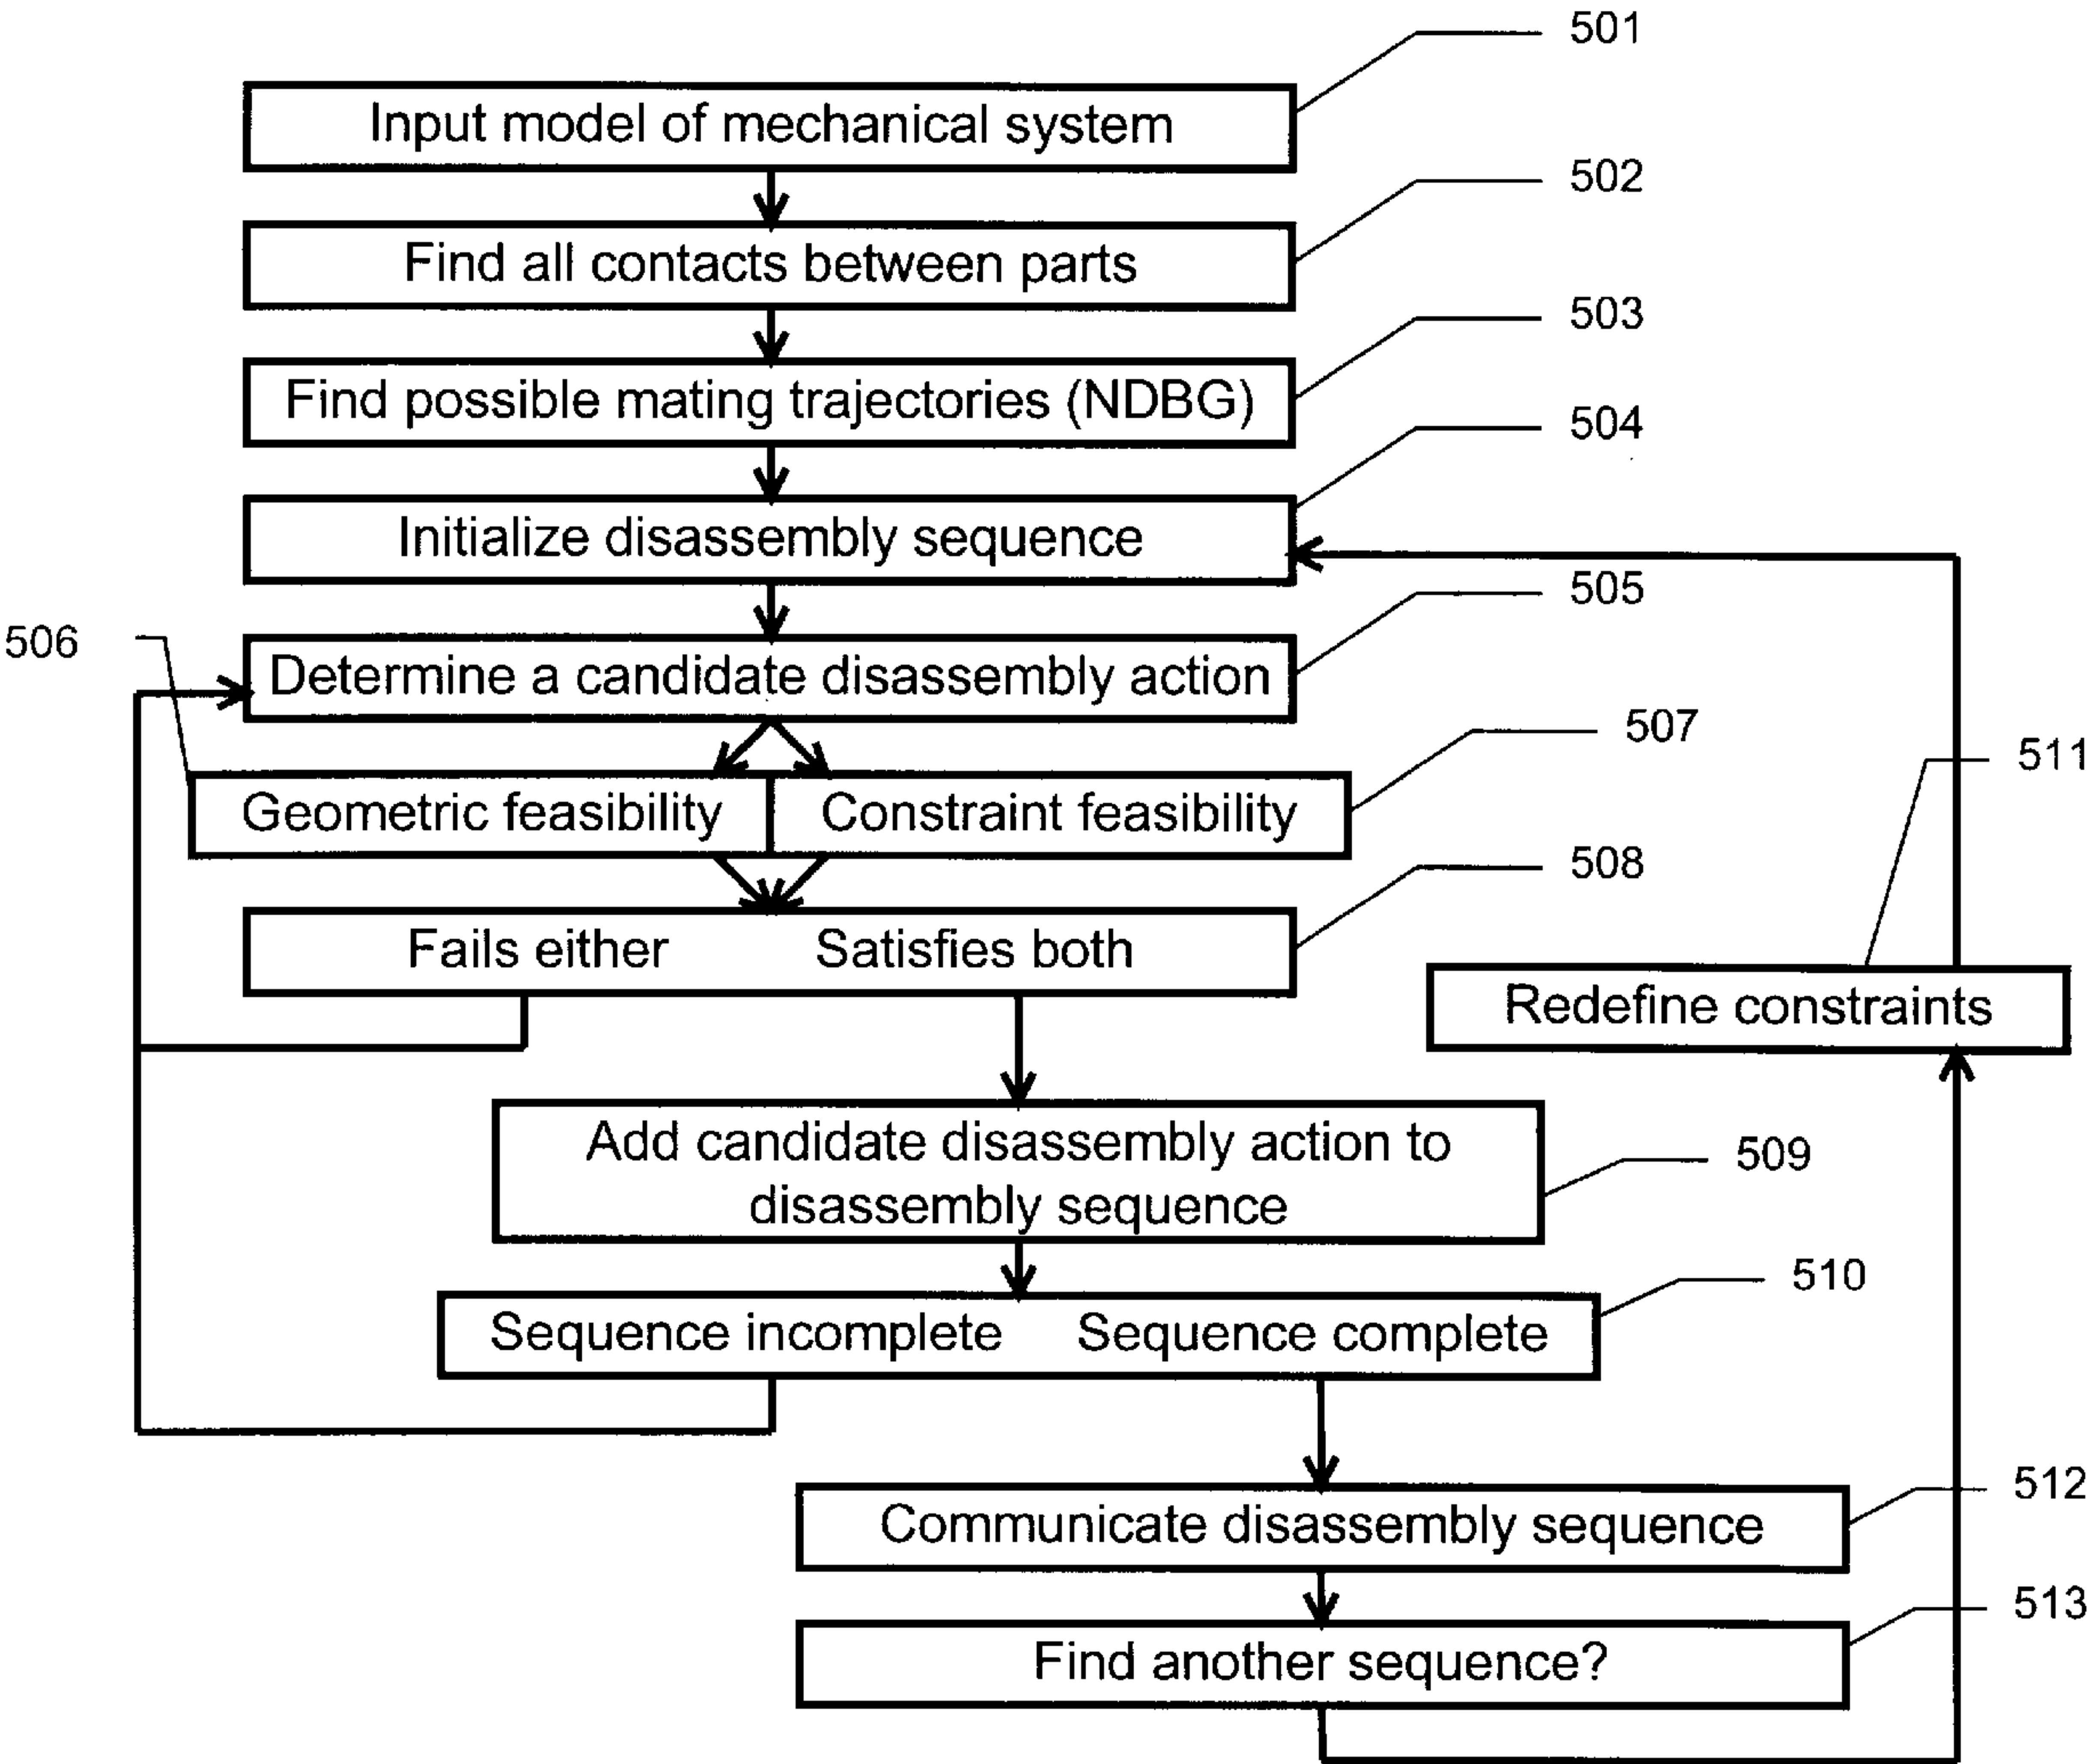 501
Input model of mechanical system
502
Find all contacts between parts
503
Find possible mating trajectories (NDBG)
504
Initialize disassembly sequence
505
506
Determine a candidate disassembly action
507
511
Geometric feasibility
Constraint feasibility
508
Fails either Satisfies both
Redefine constraints
Add candidate disassembly action to
disassembly sequence
509
510
Sequence incomplete Sequence complete
512
Communicate disassembly sequence
513
Find another sequence?